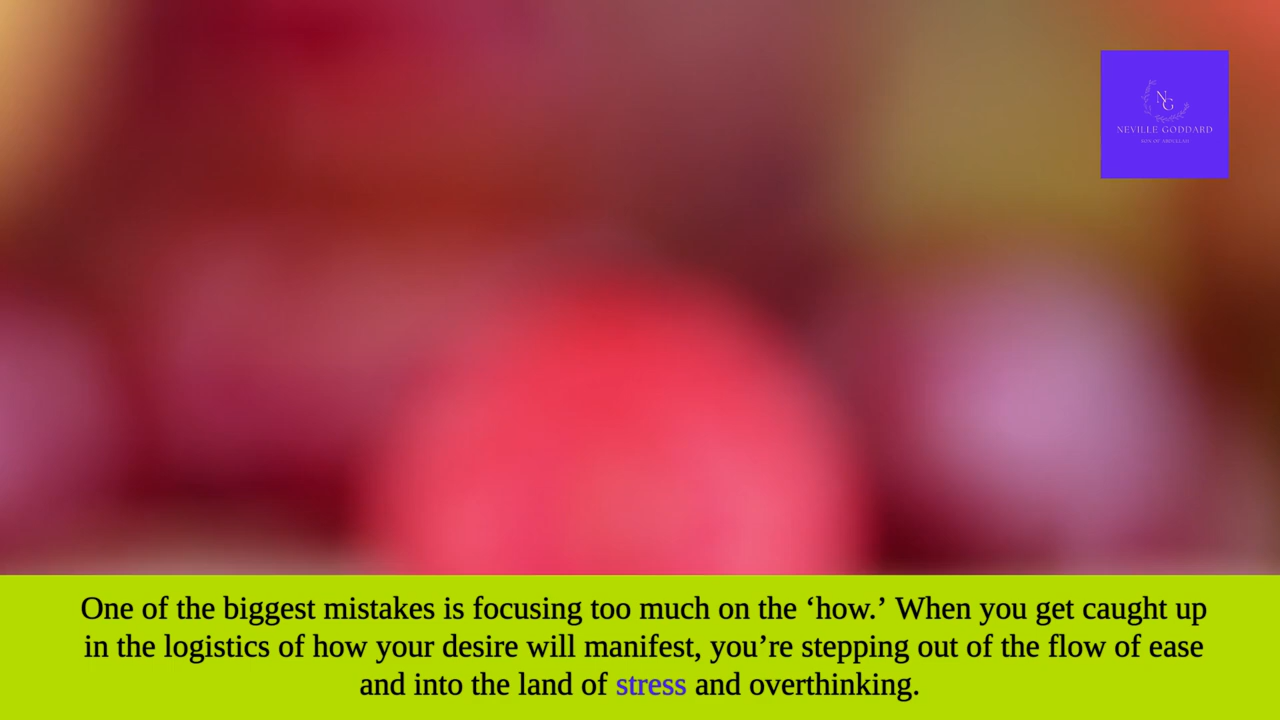 NG
NEVILLE GODDARD
One of the biggest mistakes is focusing too much on the ‘how.’ When you get caught up
in the logistics of how your desire will manifest, you’re stepping out of the flow of ease
and into the land of stress and overthinking.